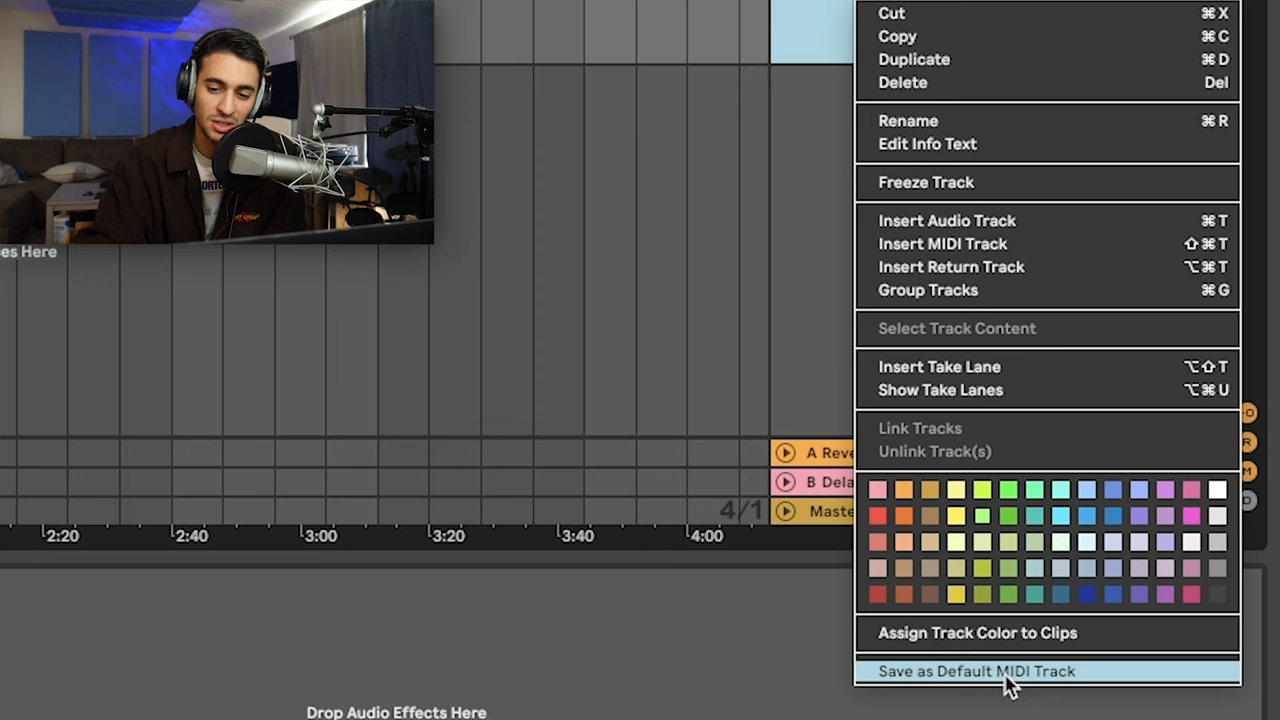 Cut ⌘ X
Copy ⌘ C
Duplicate ⌘ D
Delete Del
Rename ⌘ R
Edit Info Text
Freeze Track
Insert Audio Track ⌘ T
Insert MIDI Track ⇧ ⌘ T
Insert Return Track ⌥ ⌘ T
Group Tracks ⌘ G
Select Track Content
Insert Take Lane ⌥ ⇧ T
Show Take Lanes ⌥ ⌘ U
Link Tracks
Unlink Track(s)
Assign Track Color to Clips
Save as Default MIDI Track
es Here
A Reve
B Dela
4/1 Maste
2:20 2:40 3:00 3:20 3:40 4:00
Drop Audio Effects Here